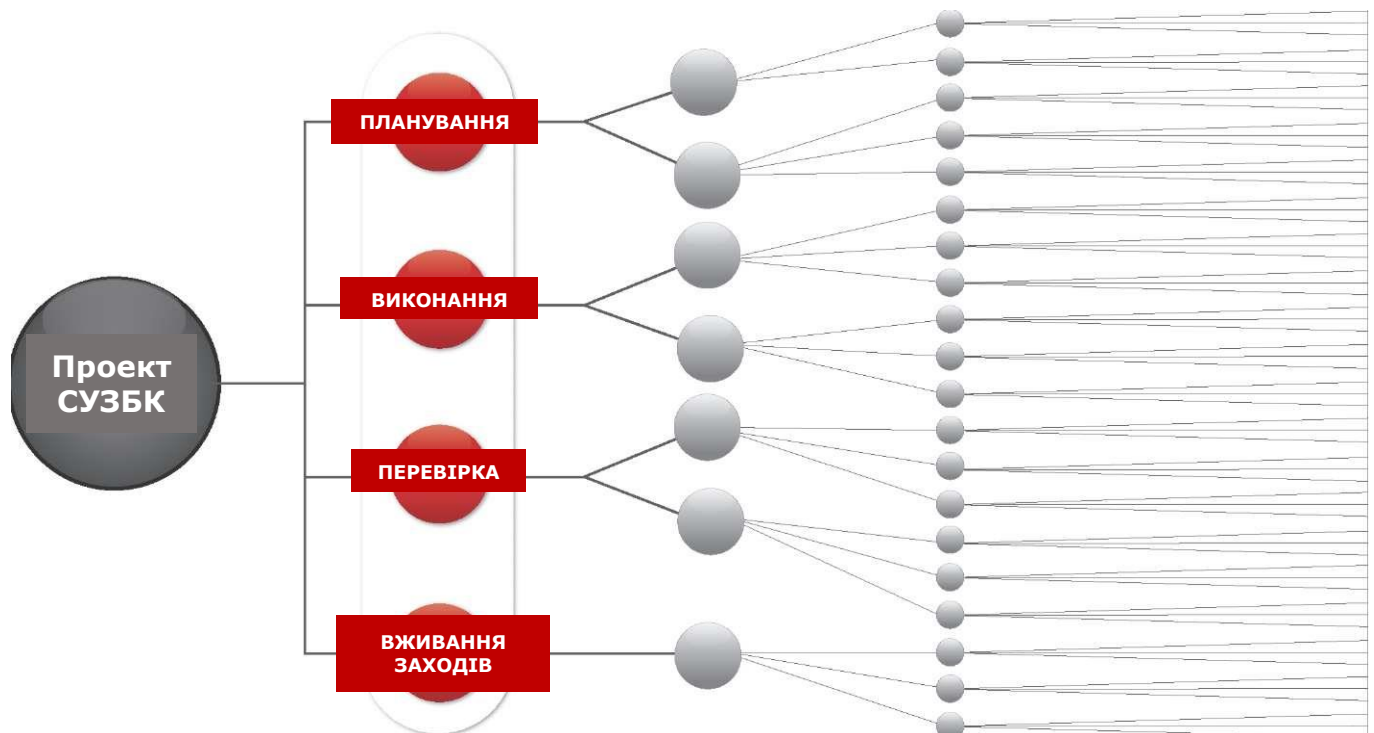 ПЛАНУВАННЯ
ВИКОНАННЯ
Проект
СУЗБК
ПЕРЕВІРКА
ВЖИВАННЯ
ЗАХОДІВ